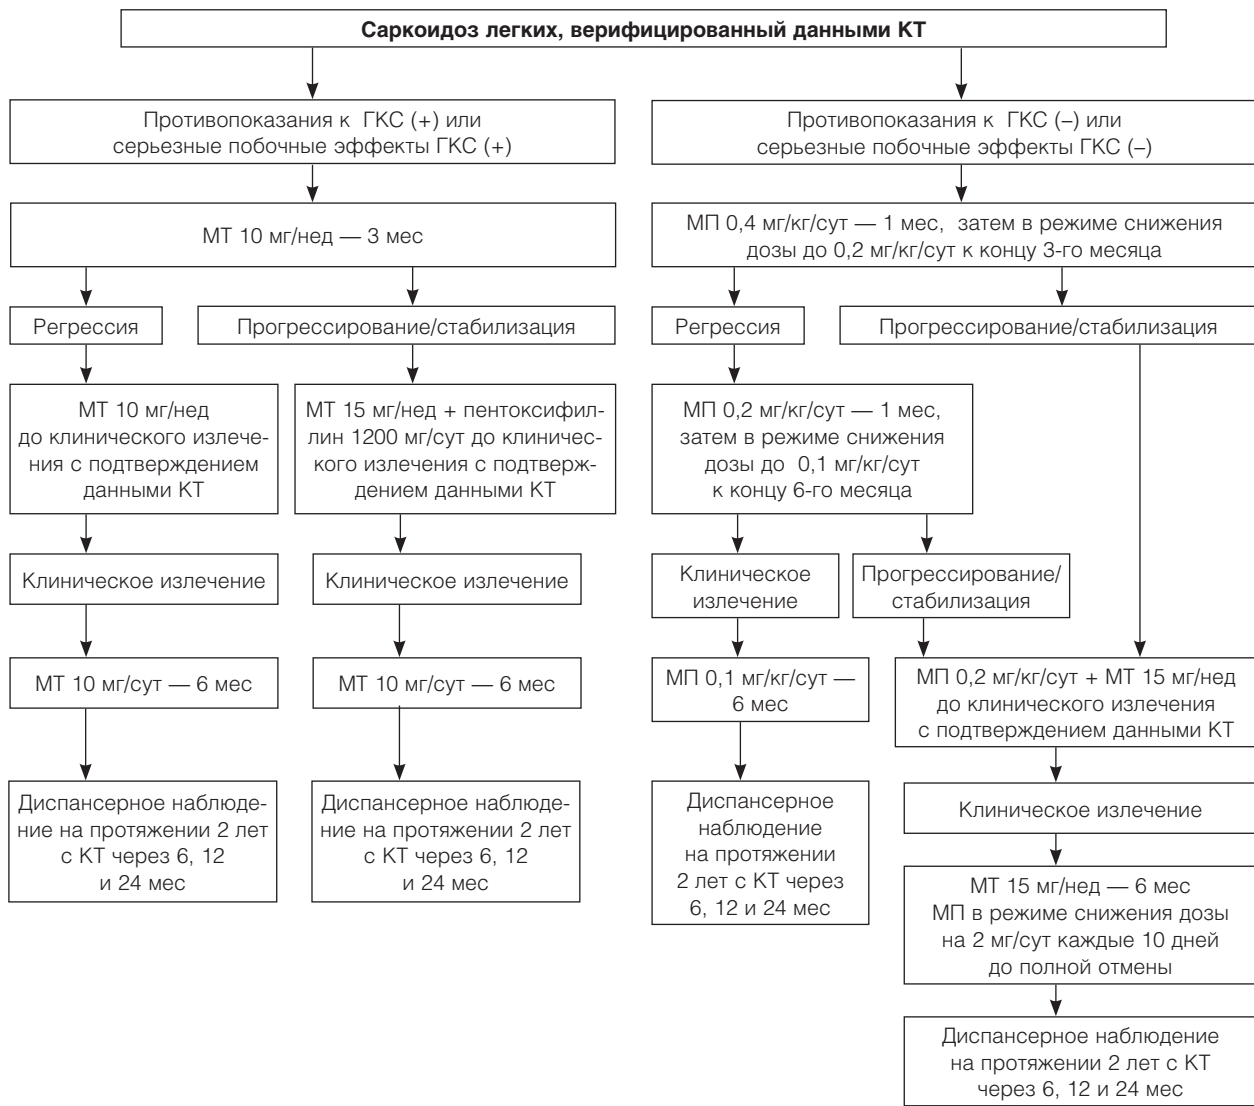 Саркоидоз легких, верифицированный данными КТ
Противопоказания к ГКС (+) или
серьезные побочные эффекты ГКС (+)
Противопоказания к ГКС (–) или
серьезные побочные эффекты ГКС (–)
МТ 10 мг/нед — 3 мес
МП 0,4 мг/кг/сут — 1 мес, затем в режиме снижения
дозы до 0,2 мг/кг/сут к концу 3-го месяца
Регрессия
Прогрессирование/стабилизация
Регрессия
Прогрессирование/стабилизация
МТ 10 мг/нед
до клинического излече-
ния с подтверждением
данными КТ
МТ 15 мг/нед + пентоксифил-
лин 1200 мг/сут до клиничес-
кого излечения с подтверж-
дением данными КТ
МП 0,2 мг/кг/сут — 1 мес,
затем в режиме снижения
дозы до 0,1 мг/кг/сут
к концу 6-го месяца
Клиническое излечение
Клиническое излечение
Клиническое
излечение
Прогрессирование/
стабилизация
МТ 10 мг/сут — 6 мес
МТ 10 мг/сут — 6 мес
МП 0,1 мг/кг/сут —
6 мес
МП 0,2 мг/кг/сут + МТ 15 мг/нед
до клинического излечения
с подтверждением данными КТ
Диспансерное наблюде-
ние на протяжении 2 лет
с КТ через 6, 12
и 24 мес
Диспансерное наблюде-
ние на протяжении 2 лет
с КТ через 6, 12
и 24 мес
Диспансерное
наблюдение
на протяжении
2 лет с КТ через
6, 12 и 24 мес
Клиническое излечение
МТ 15 мг/нед — 6 мес
МП в режиме снижения дозы
на 2 мг/сут каждые 10 дней
до полной отмены
Диспансерное наблюдение
на протяжении 2 лет с КТ
через 6, 12 и 24 мес